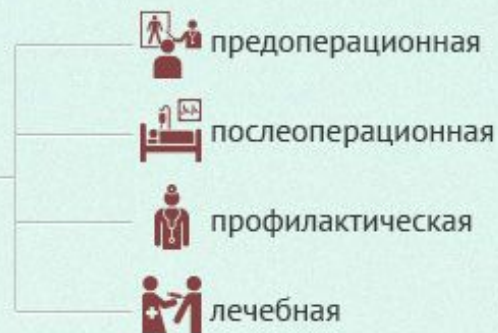 предоперационная
послеоперационная
профилактическая
лечебная